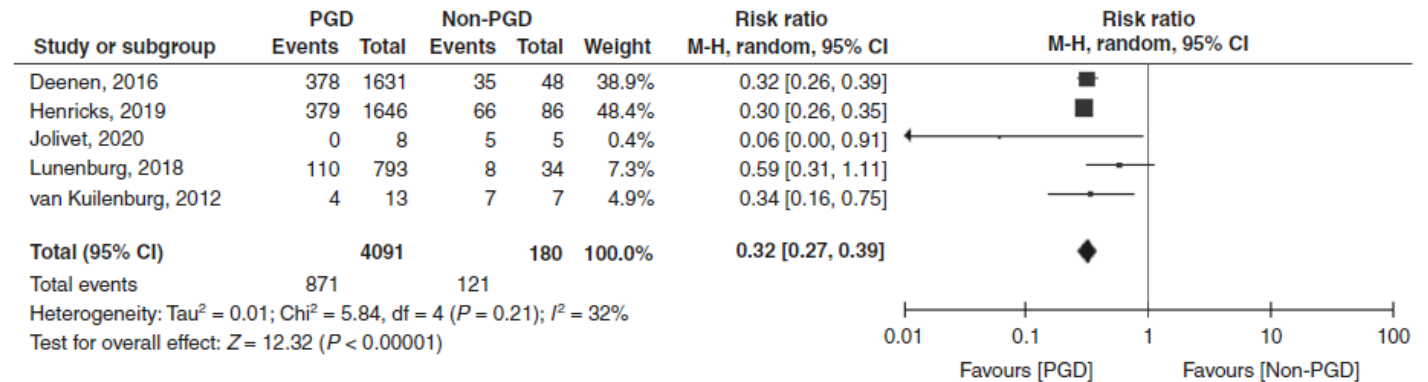 PGD Non-PGD Risk ratio Risk ratio
Study or subgroup Events Total Events Total Weight M-H, random, 95% CI M-H, random, 95% CI
Deenen, 2016 378 1631 35 48 38.9% 0.32 [0.26, 0.39]
Henricks, 2019 379 1646 66 86 48.4% 0.30 [0.26, 0.35]
Jolivet, 2020 0 8 5 5 0.4% 0.06 [0.00, 0.91]
Lunenburg, 2018 110 793 8 34 7.3% 0.59 [0.31, 1.11]
van Kuilenburg, 2012 4 13 7 7 4.9% 0.34 [0.16, 0.75]
Total (95% CI) 4091 180 100.0% 0.32 [0.27, 0.39]
Total events 871 121
Heterogeneity: Tau² = 0.01; Chi² = 5.84, df = 4 (P = 0.21); I² = 32%
Test for overall effect: Z = 12.32 (P < 0.00001)
0.01 0.1 1 10 100
Favours [PGD] Favours [Non-PGD]